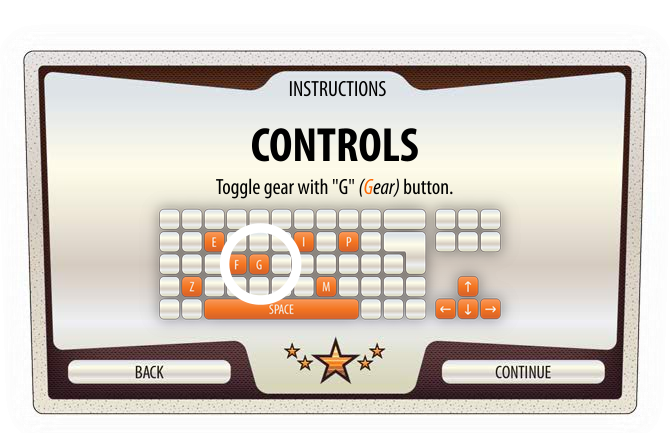 INSTRUCTIONS
CONTROLS
Toggle gear with "G" (Gear) button.
E I P
F G
Z M ↑
SPACE ← ↓ →
BACK CONTINUE